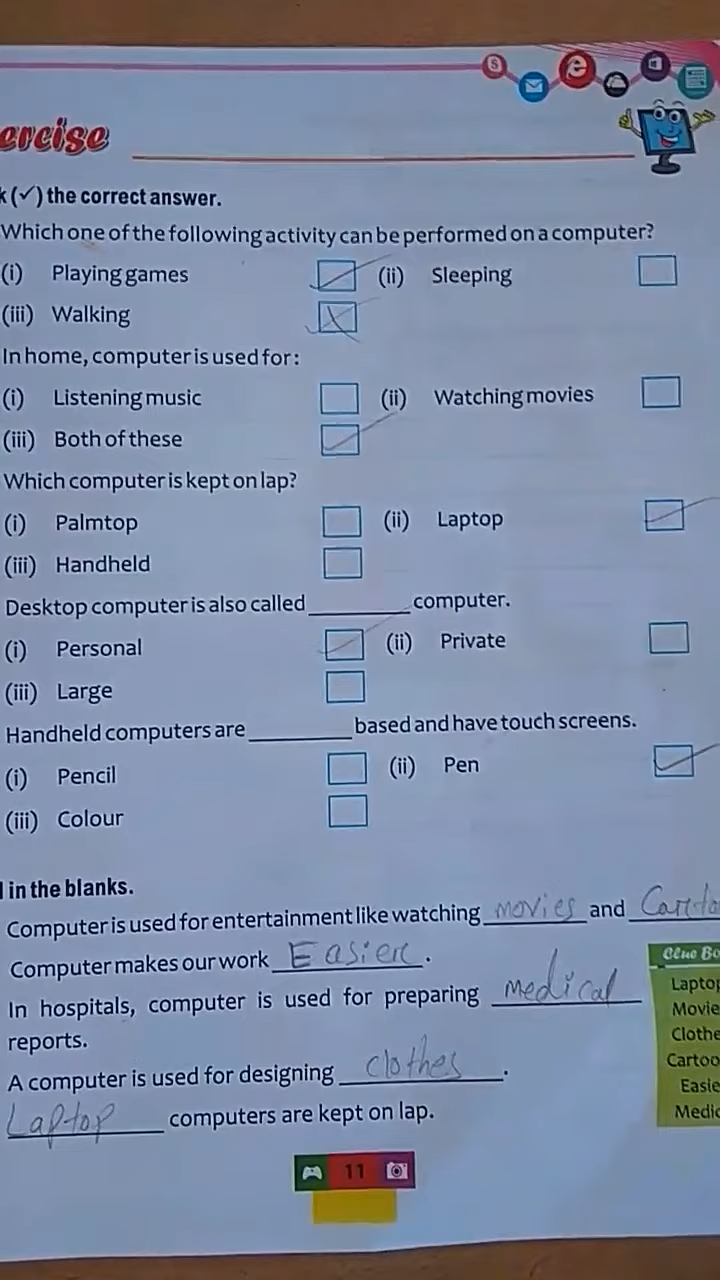 ercise
k (✓) the correct answer.
Which one of the following activity can be performed on a computer?
(i) Playing games ✓ (ii) Sleeping
(iii) Walking
In home, computer is used for:
(i) Listening music (ii) Watching movies
(iii) Both of these ✓
Which computer is kept on lap?
(i) Palmtop (ii) Laptop ✓
(iii) Handheld
Desktop computer is also called ________ computer.
(i) Personal ✓ (ii) Private
(iii) Large
Handheld computers are ________ based and have touch screens.
(i) Pencil (ii) Pen ✓
(iii) Colour
l in the blanks.
Computer is used for entertainment like watching movies and Carto
Computer makes our work Easier.
In hospitals, computer is used for preparing medical
reports.
A computer is used for designing clothes.
Laptop computers are kept on lap.
Clue Bo
Laptop
Movie
Clothe
Cartoo
Easie
Medic
11